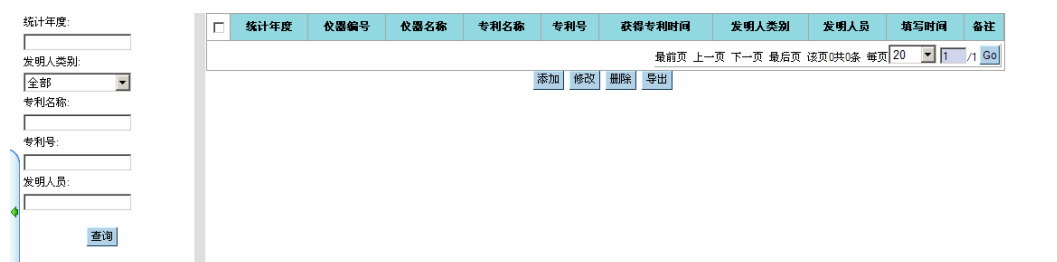 统计年度:
发明人类别:
全部
专利名称:
专利号:
发明人员:
查询
统计年度 仪器编号 仪器名称 专利名称 专利号 获得专利时间 发明人类别 发明人员 填写时间 备注
最前页 上一页 下一页 最后页 该页0共0条 每页 20 1 /1 Go
添加 修改 删除 导出